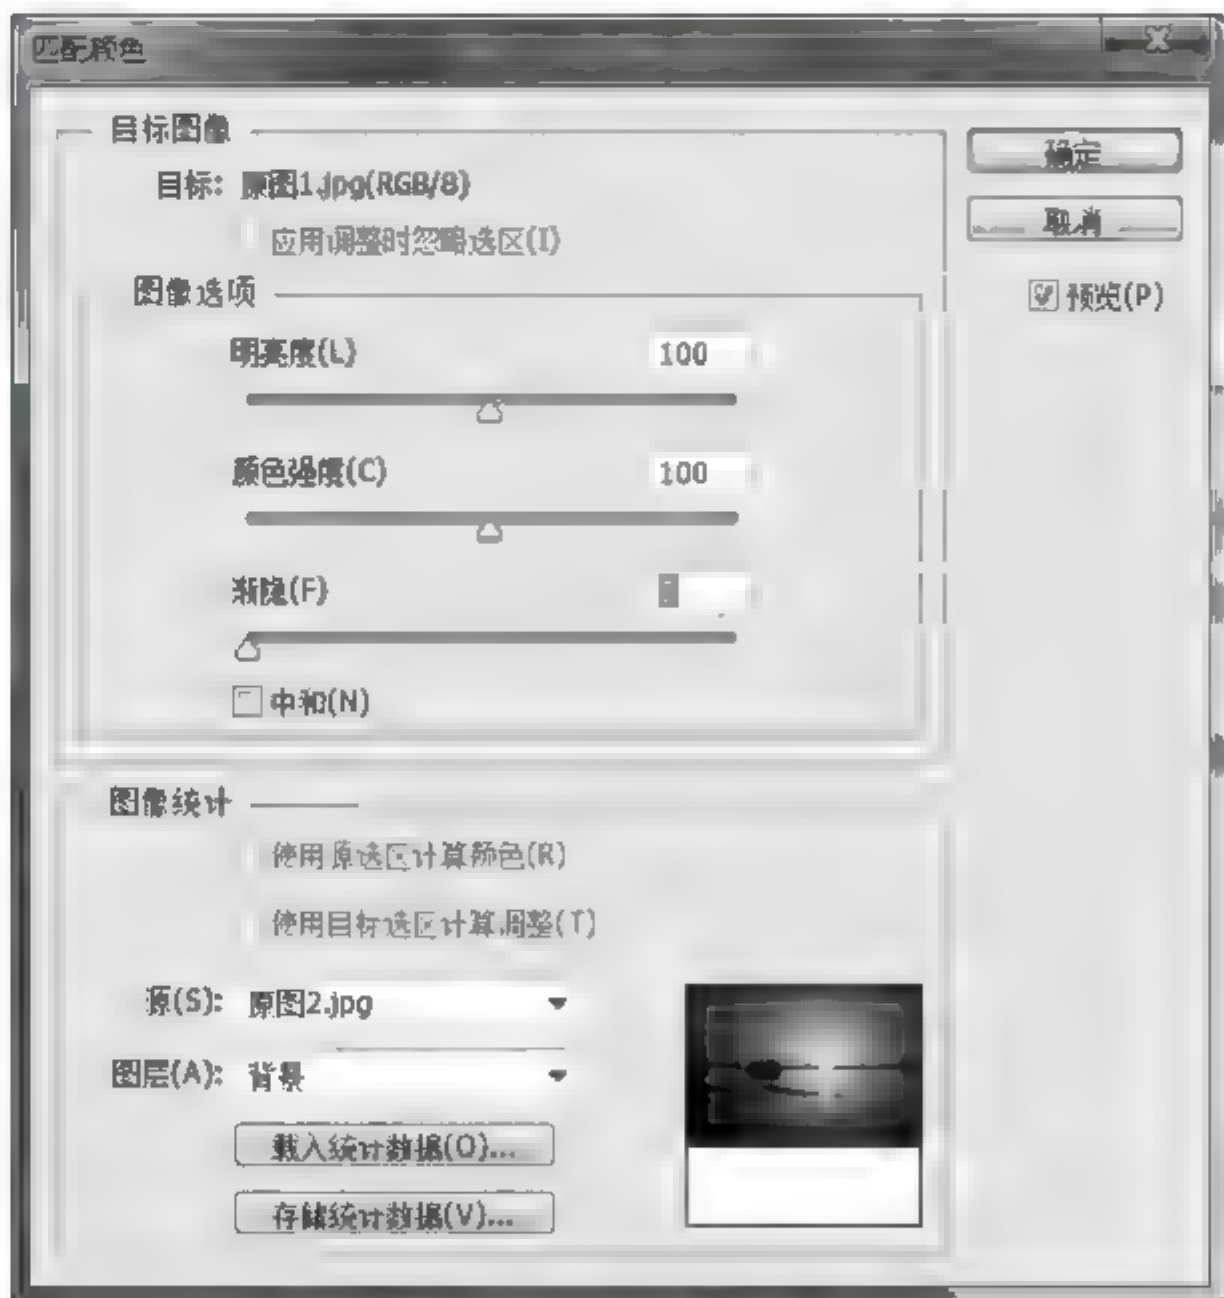 匹配颜色
目标图像
确定
目标: 原图1.jpg(RGB/8)
应用调整时忽略选区(I)
取消
图像选项
预览(P)
明亮度(L) 100
颜色强度(C) 100
渐隐(F)
中和(N)
图像统计
使用原选区计算颜色(R)
使用目标选区计算调整(T)
源(S): 原图2.jpg
图层(A): 背景
载入统计数据(O)...
存储统计数据(V)...